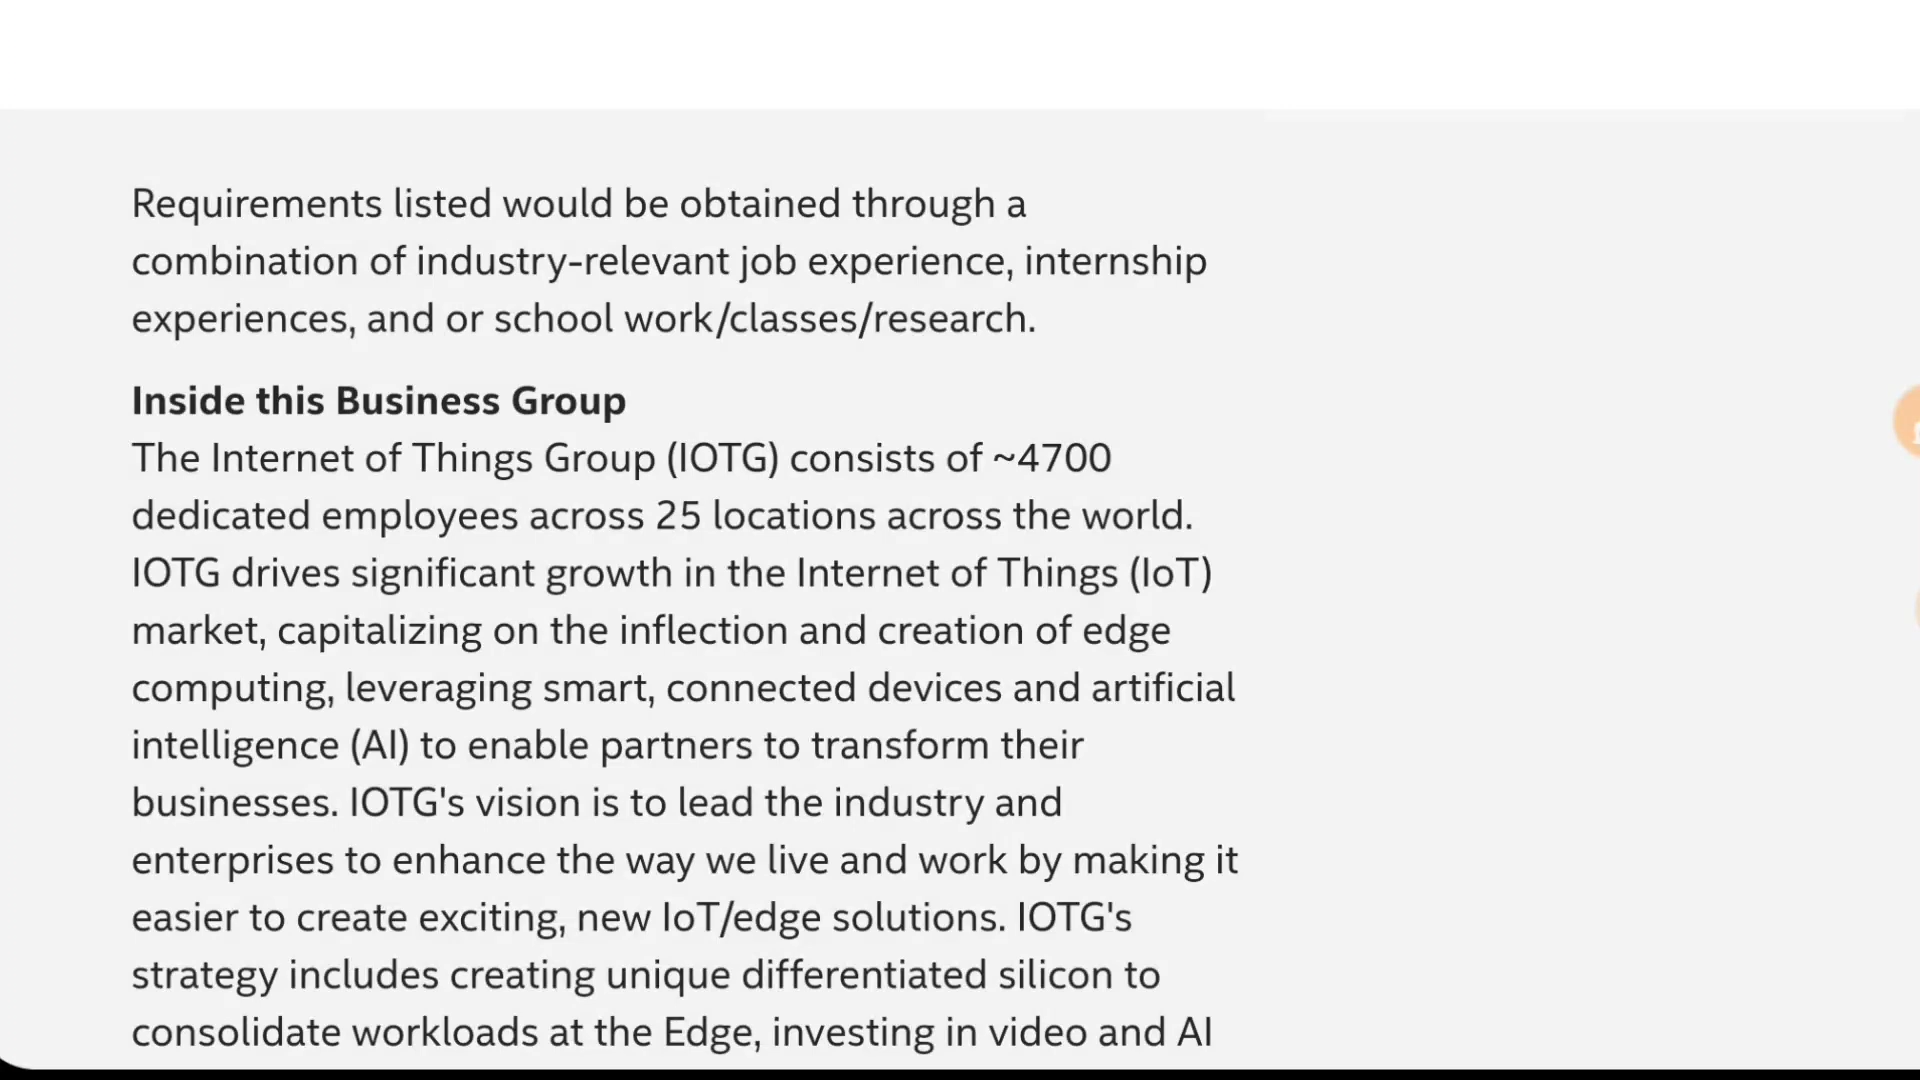 Requirements listed would be obtained through a
combination of industry-relevant job experience, internship
experiences, and or school work/classes/research.
Inside this Business Group
The Internet of Things Group (IOTG) consists of ~4700
dedicated employees across 25 locations across the world.
IOTG drives significant growth in the Internet of Things (IoT)
market, capitalizing on the inflection and creation of edge
computing, leveraging smart, connected devices and artificial
intelligence (AI) to enable partners to transform their
businesses. IOTG's vision is to lead the industry and
enterprises to enhance the way we live and work by making it
easier to create exciting, new IoT/edge solutions. IOTG's
strategy includes creating unique differentiated silicon to
consolidate workloads at the Edge, investing in video and AI